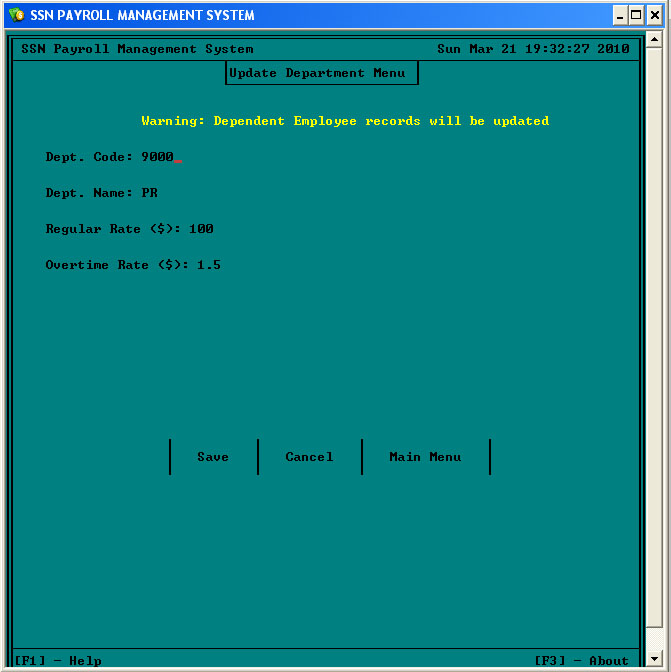 SSN PAYROLL MANAGEMENT SYSTEM
SSN Payroll Management System Sun Mar 21 19:32:27 2010
Update Department Menu
Warning: Dependent Employee records will be updated
Dept. Code: 9000_
Dept. Name: PR
Regular Rate ($): 100
Overtime Rate ($): 1.5
Save Cancel Main Menu
[F1] - Help [F3] - About